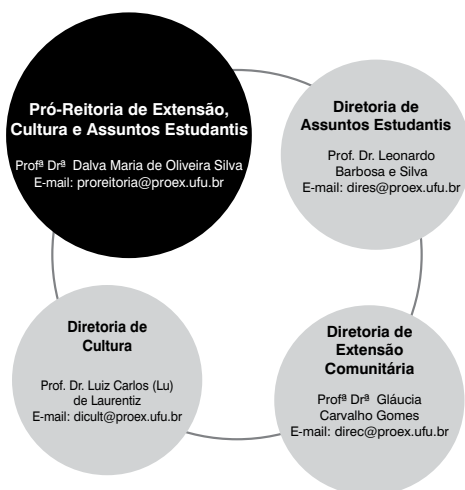 Pró-Reitoria de Extensão,
Cultura e Assuntos Estudantis
Profª Drª Dalva Maria de Oliveira Silva
E-mail: proreitoria@proex.ufu.br
Diretoria de
Assuntos Estudantis
Prof. Dr. Leonardo
Barbosa e Silva
E-mail: dires@proex.ufu.br
Diretoria de
Cultura
Prof. Dr. Luiz Carlos (Lu)
de Laurentiz
E-mail: dicult@proex.ufu.br
Diretoria de
Extensão
Comunitária
Profª Drª Gláucia
Carvalho Gomes
E-mail: direc@proex.ufu.br